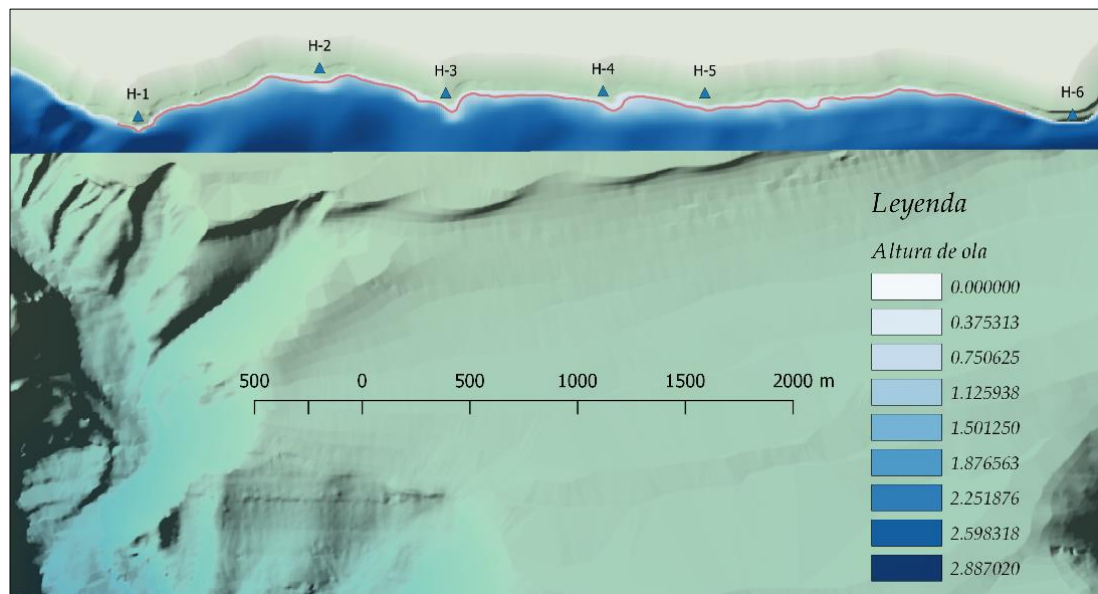 H-1
H-2
H-3
H-4
H-5
H-6
Leyenda
Altura de ola
0.000000
0.375313
0.750625
1.125938
1.501250
1.876563
2.251876
2.598318
2.887020
500 0 500 1000 1500 2000 m